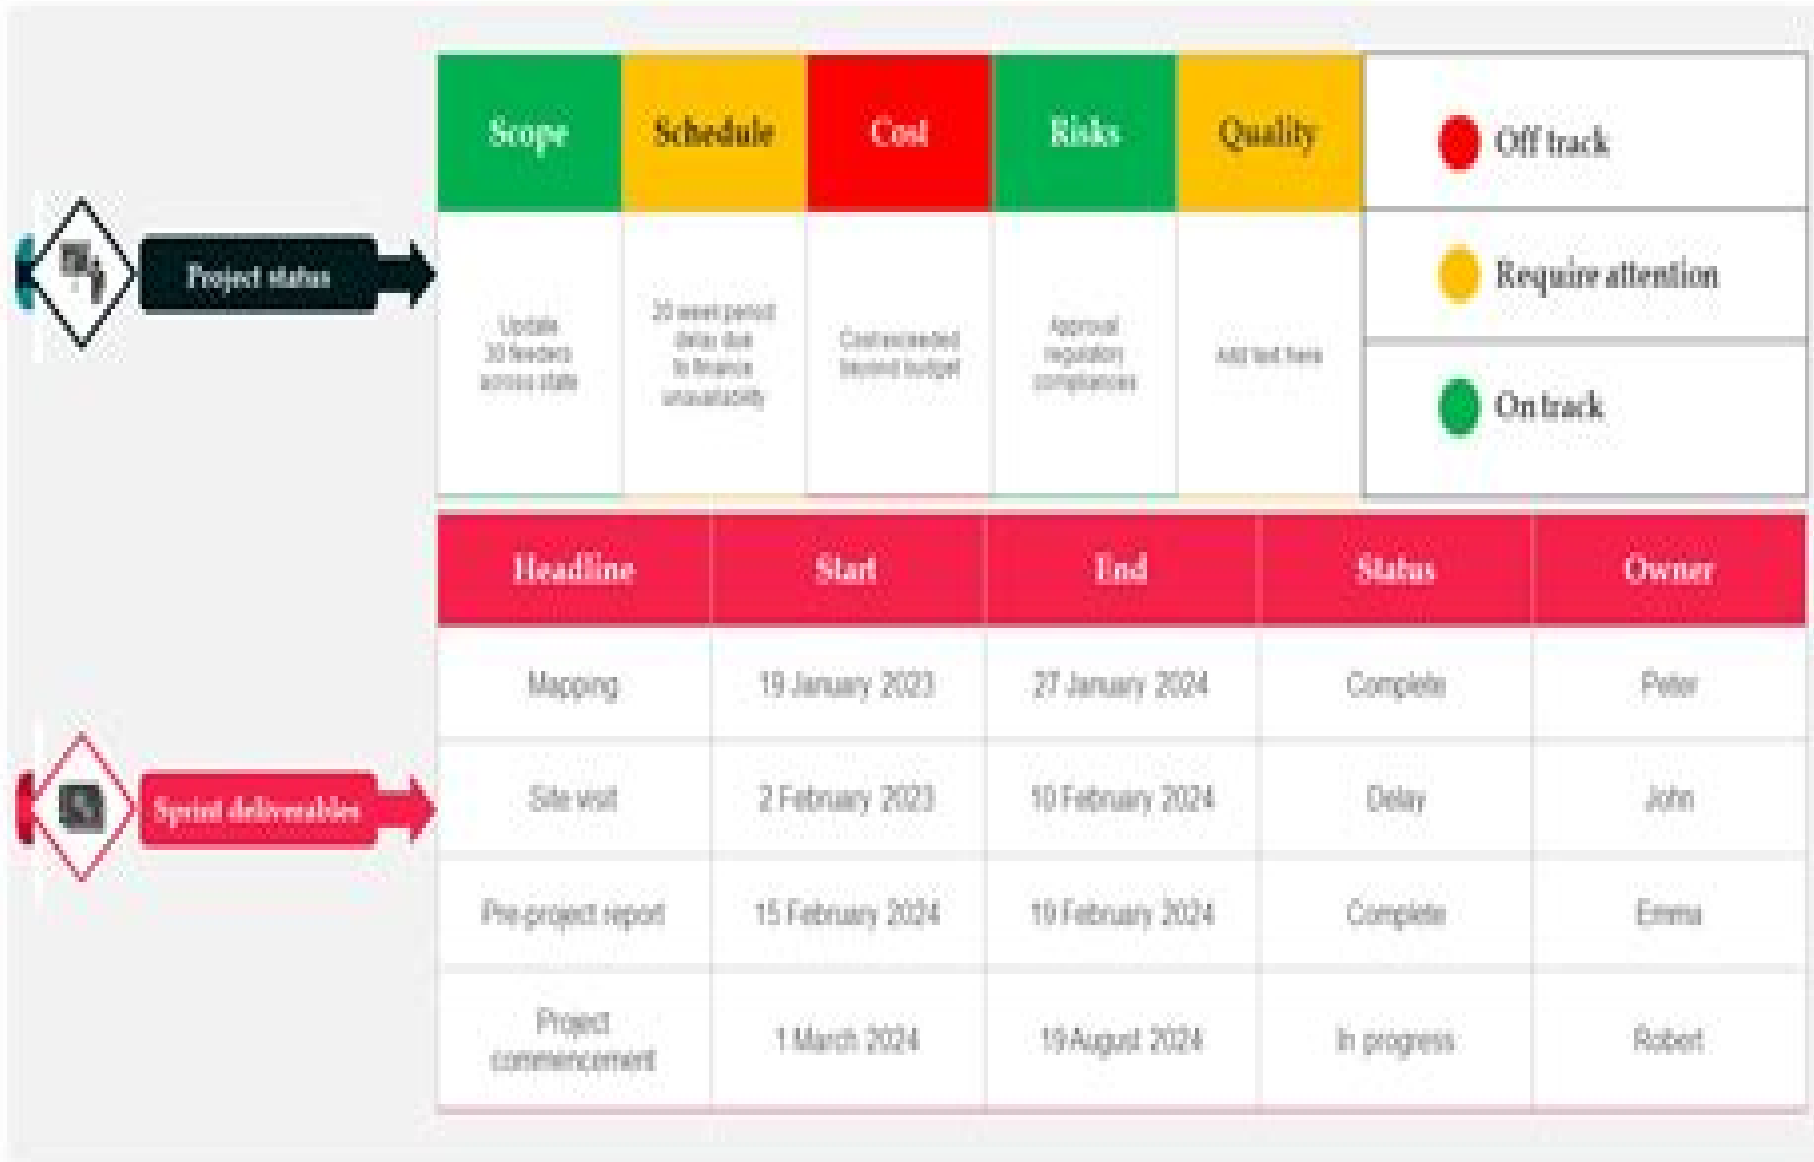 Scope
Schedule
Cost
Risks
Quality
Off track
Require attention
On track
Project status
Update
30 feeders
across state
20 week period
delay due
to finance
unavailability
Cost exceeded
beyond budget
Approval
regulatory
compliances
Add text here
Headline
Start
End
Status
Owner
Mapping
19 January 2023
27 January 2024
Complete
Peter
Sprint deliverables
Site visit
2 February 2023
10 February 2024
Delay
John
Pre-project report
15 February 2024
19 February 2024
Complete
Emma
Project
commencement
1 March 2024
19 August 2024
In progress
Robert